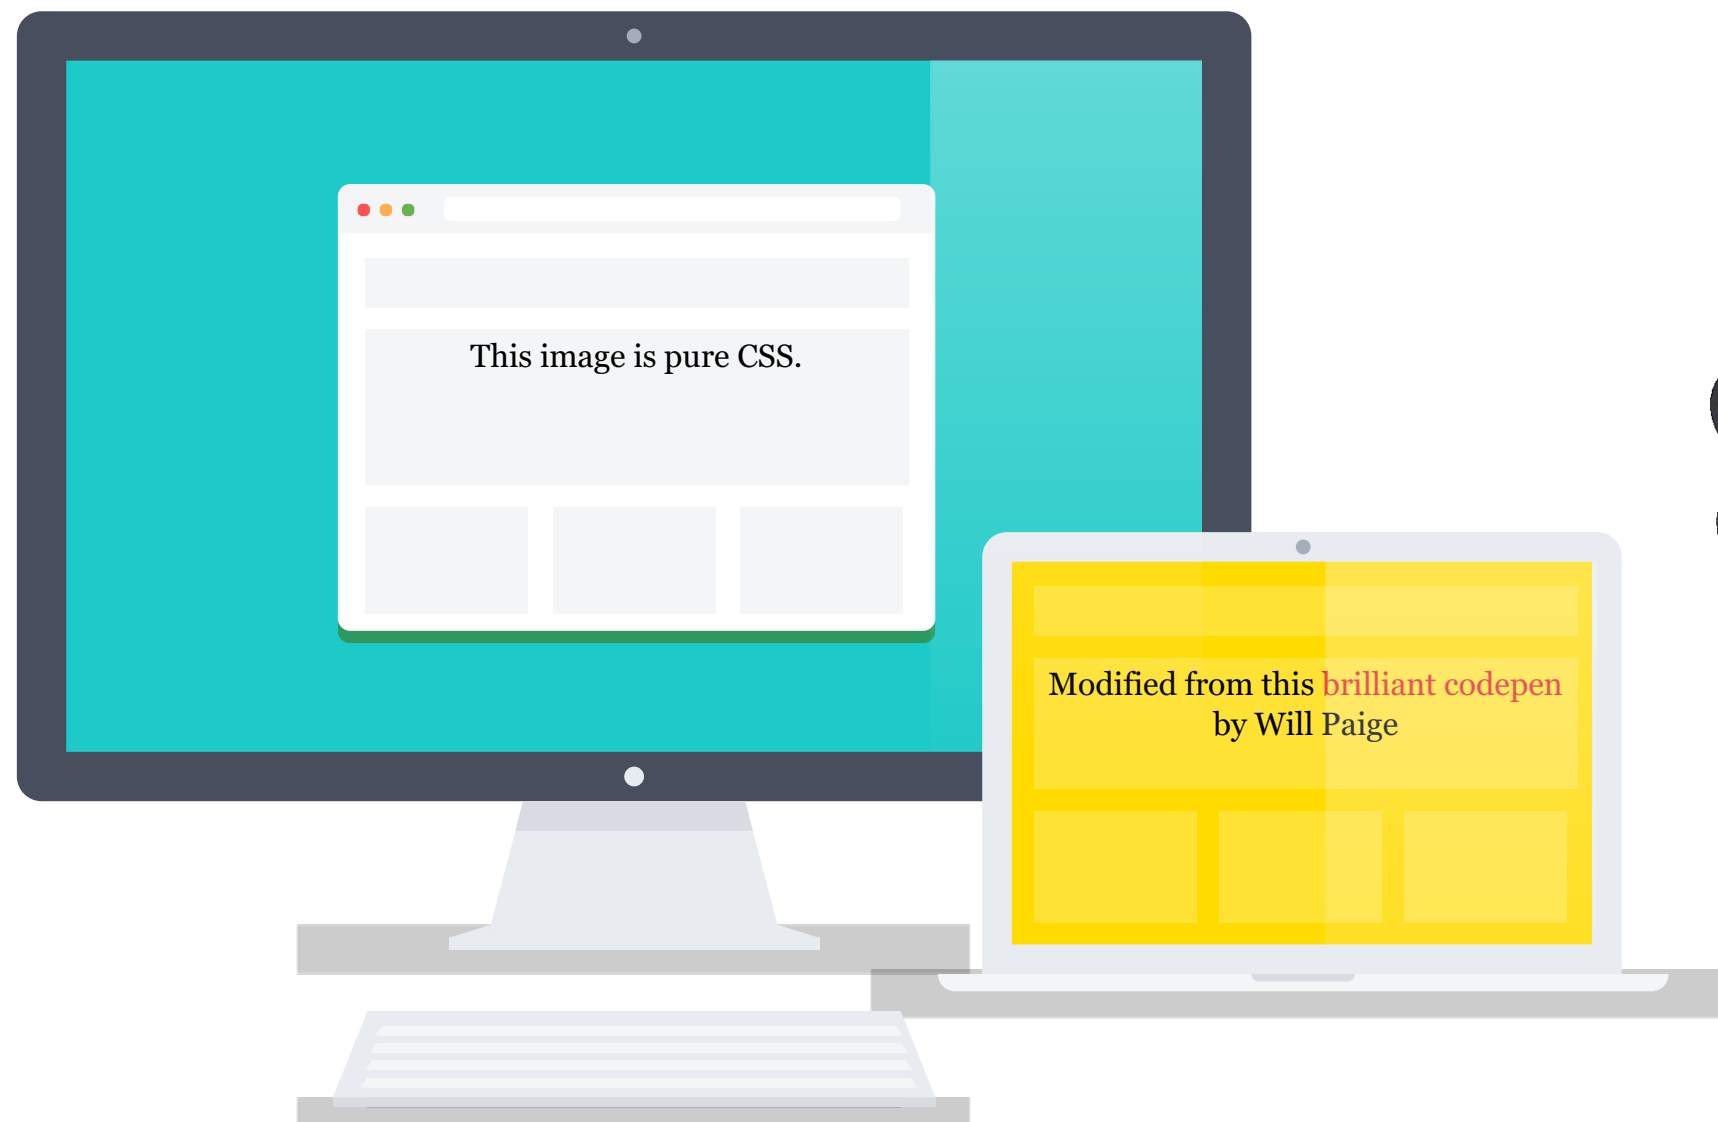 This image is pure CSS.
Modified from this brilliant codepen
by Will Paige